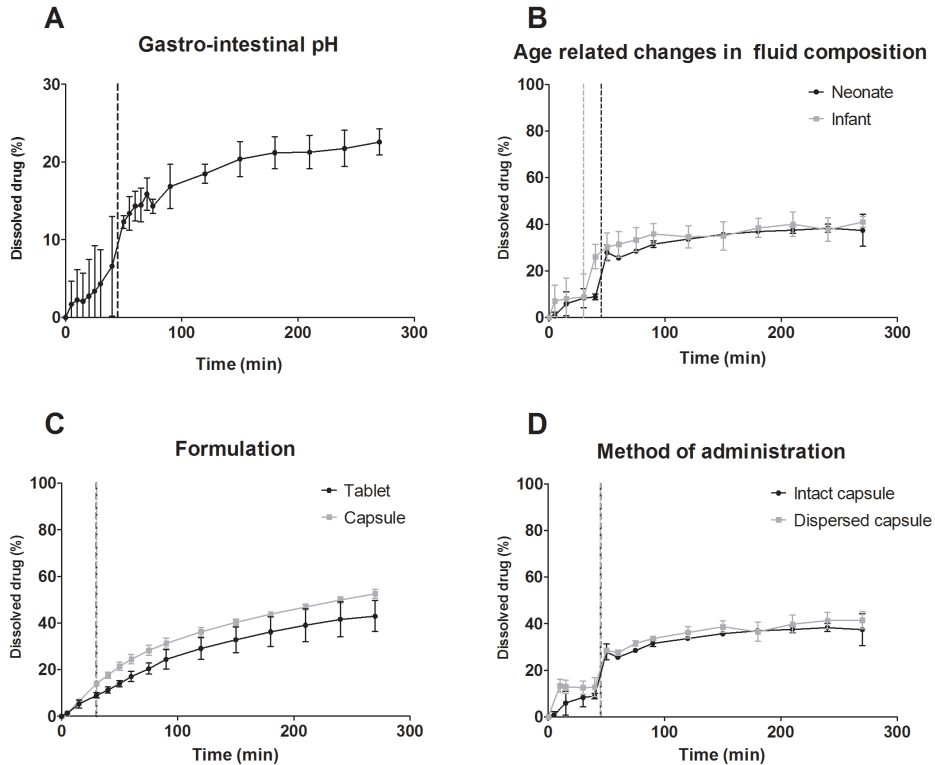 A
Gastro-intestinal pH
30
20
10
0
0
100
200
300
Dissolved drug (%)
Time (min)
B
Age related changes in fluid composition
Neonate
Infant
100
80
60
40
20
0
0
100
200
300
Dissolved drug (%)
Time (min)
C
Formulation
Tablet
Capsule
100
80
60
40
20
0
0
100
200
300
Dissolved drug (%)
Time (min)
D
Method of administration
Intact capsule
Dispersed capsule
100
80
60
40
20
0
0
100
200
300
Dissolved drug (%)
Time (min)